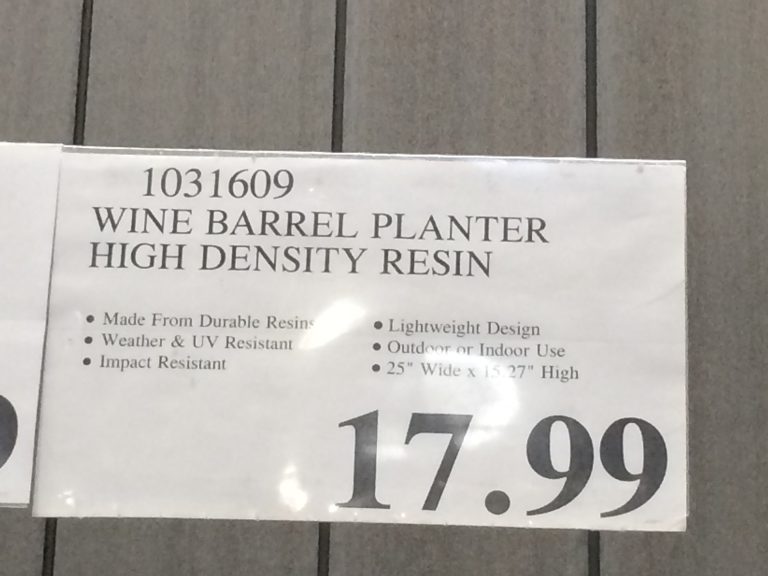 1031609
WINE BARREL PLANTER
HIGH DENSITY RESIN
• Made From Durable Resins
• Weather & UV Resistant
• Impact Resistant
• Lightweight Design
• Outdoor or Indoor Use
• 25" Wide x 15.27" High
17.99